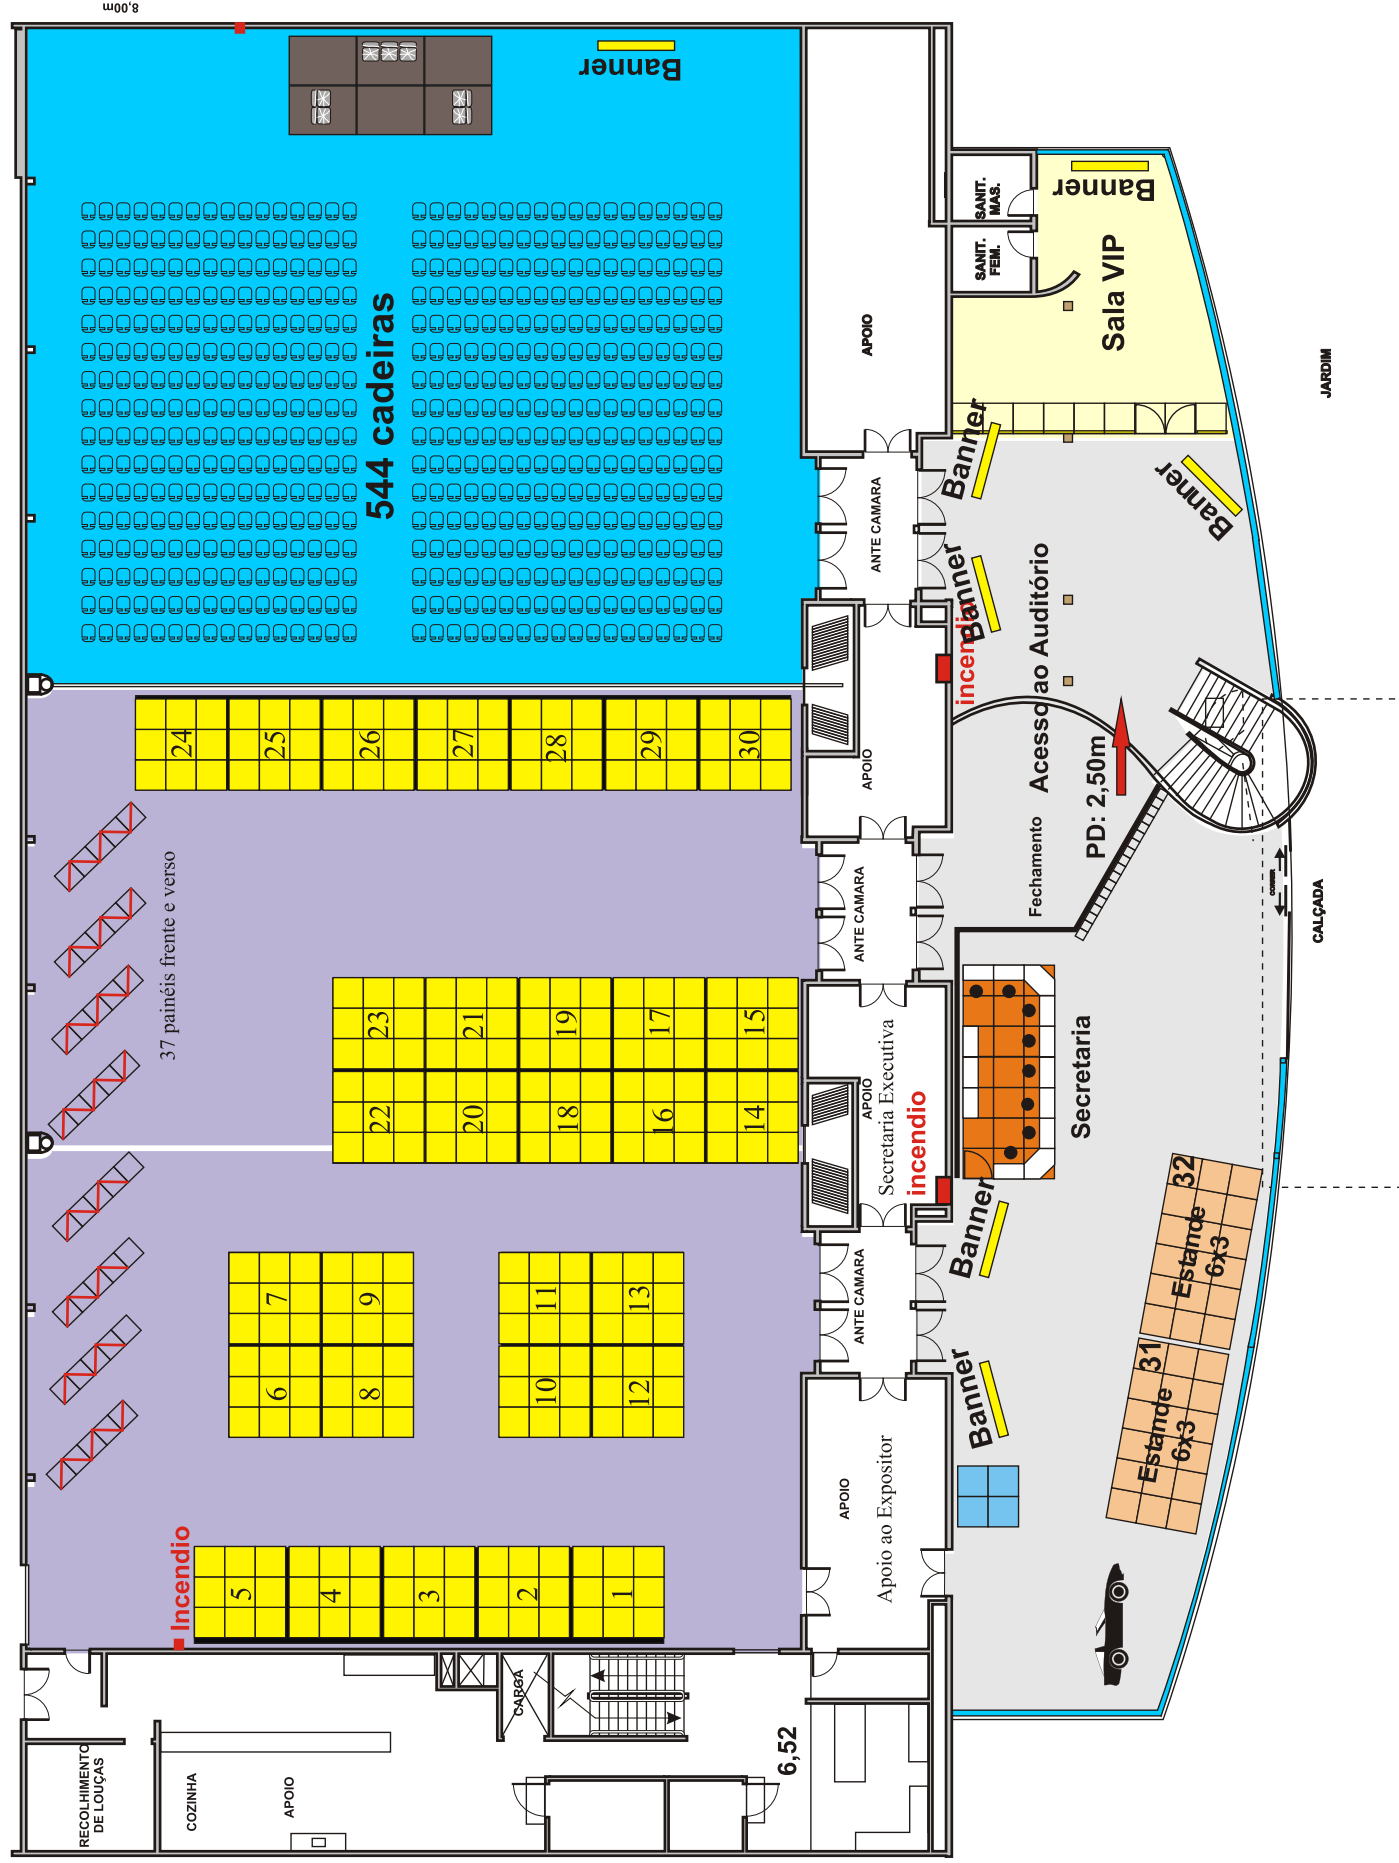 8,00m
Banner
544 cadeiras
APOIO
SANIT.
MAS.
SANIT.
FEM.
Banner
Sala VIP
JARDIM
Banner
Banner
Banner
ANTE CAMARA
incendio
Acesso ao Auditório
24
25
26
27
28
29
30
APOIO
Fechamento
PD: 2,50m
37 painéis frente e verso
ANTE CAMARA
CALÇADA
23
21
19
17
15
22
20
18
16
14
APOIO
Secretaria Executiva
incendio
Secretaria
7
9
11
13
6
8
10
12
ANTE CAMARA
Banner
Banner
Estande
6x3
32
Estande
6x3
31
Incendio
5
4
3
2
1
APOIO
Apoio ao Expositor
CARGA
6,52
RECOLHIMENTO
DE LOUÇAS
COZINHA
APOIO